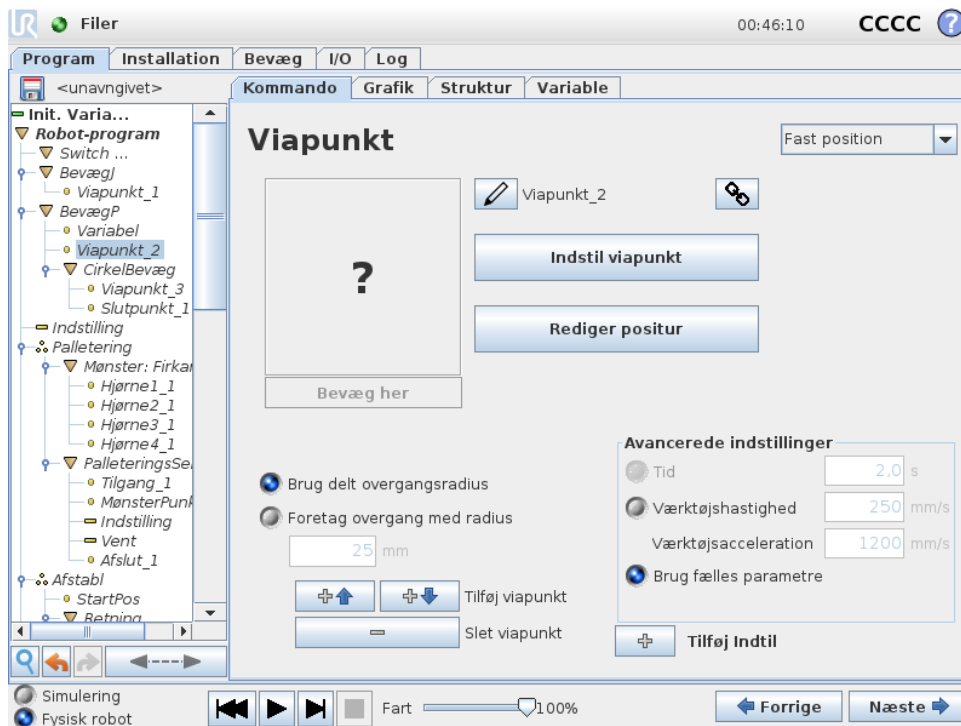 UR Filer 00:46:10 CCCC ?
Program Installation Bevæg I/O Log
<unavngivet>
Kommando Grafik Struktur Variable
Init. Varia...
Robot-program
Switch ...
BevægJ
Viapunkt_1
BevægP
Variabel
Viapunkt_2
CirkelBevæg
Viapunkt_3
Slutpunkt_1
Indstilling
Palletering
Mønster: Firkan
Hjørne1_1
Hjørne2_1
Hjørne3_1
Hjørne4_1
PalleteringsSe
Tilgang_1
MønsterPunk
Indstilling
Vent
Afslut_1
Afstabl
StartPos
Retning
Viapunkt
Fast position
Viapunkt_2
?
Indstil viapunkt
Rediger positur
Bevæg her
Brug delt overgangsradius
Foretag overgang med radius
25 mm
Tilføj viapunkt
Slet viapunkt
Avancerede indstillinger
Tid 2,0 s
Værktøjshastighed 250 mm/s
Værktøjsacceleration 1200 mm/s
Brug fælles parametre
Tilføj Indtil
Simulering
Fysisk robot
Fart 100%
Forrige
Næste